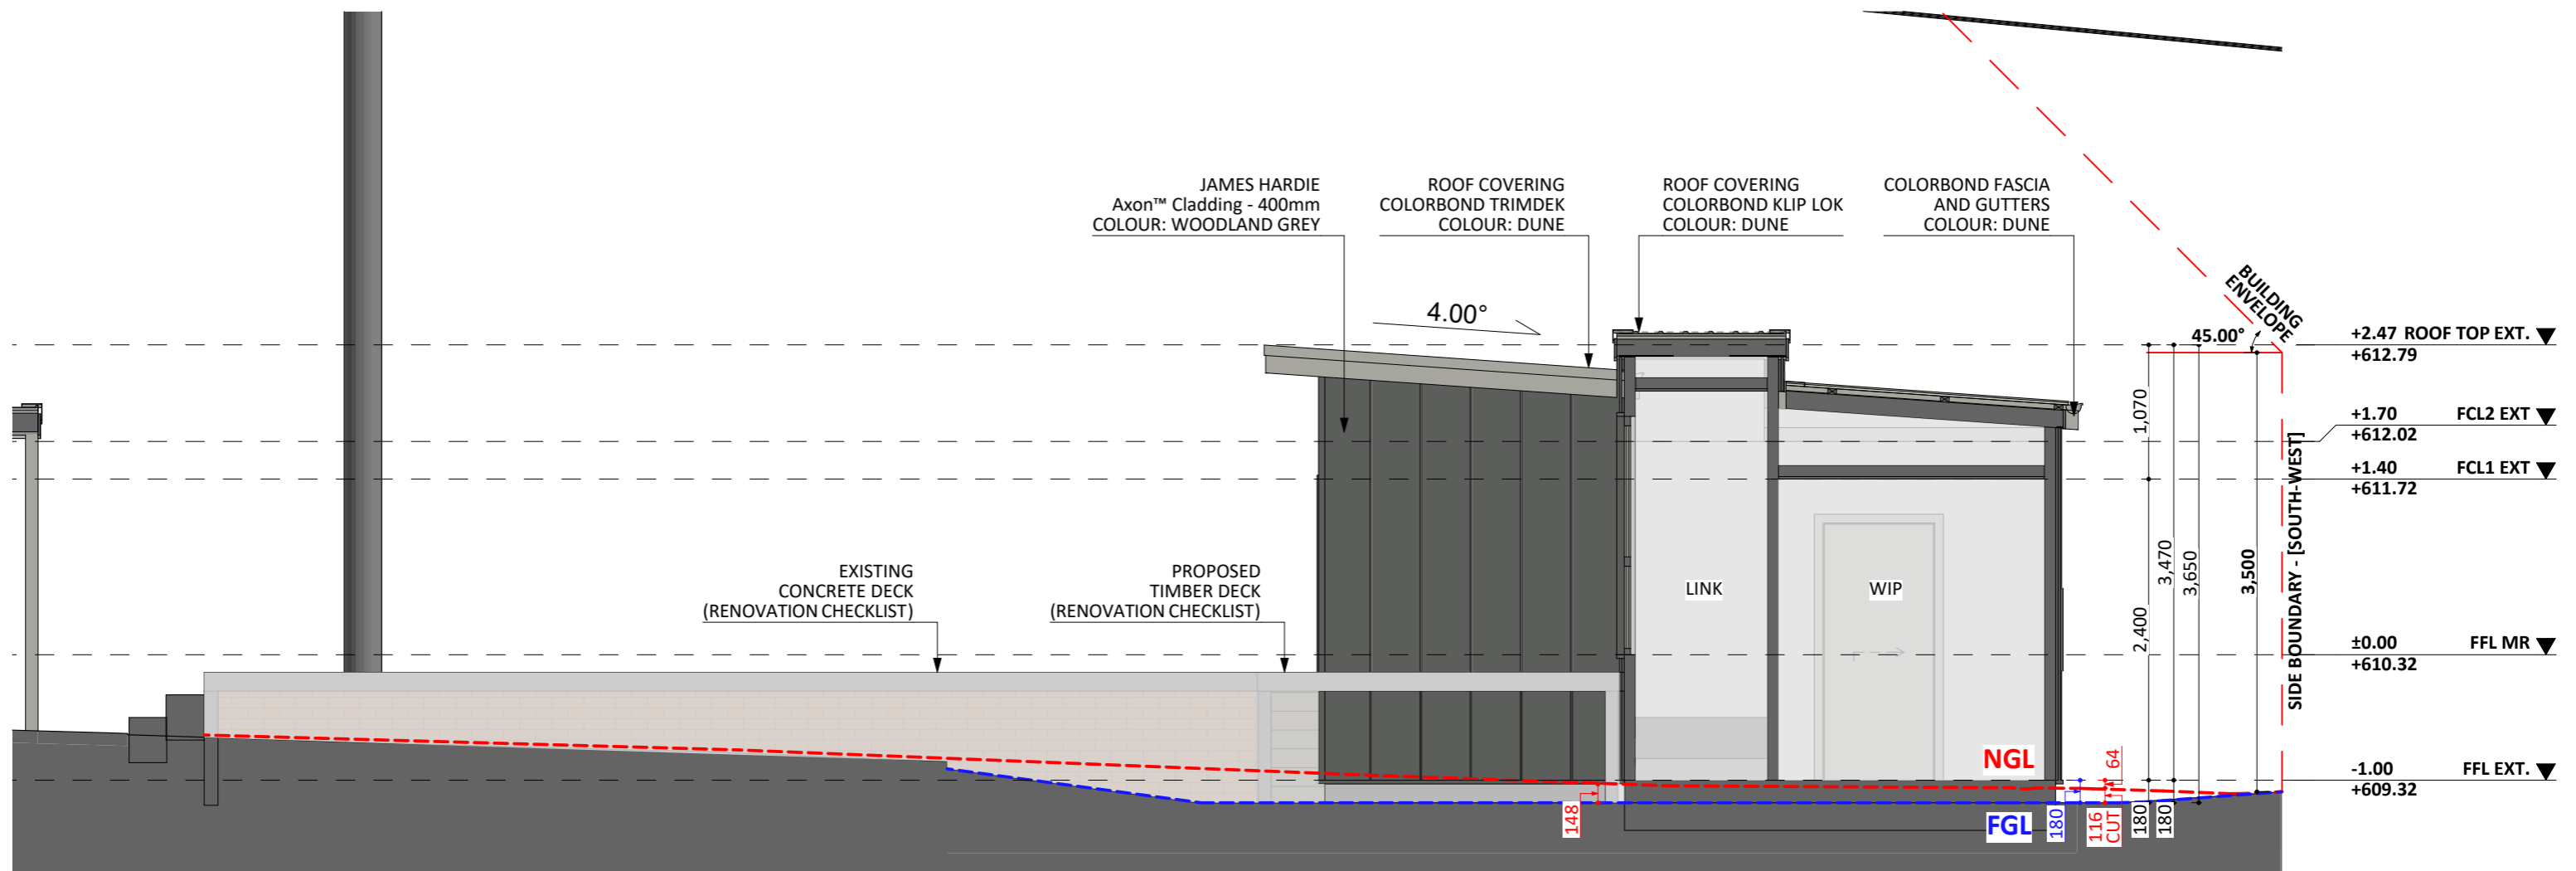 JAMES HARDIE
Axon™ Cladding - 400mm
COLOUR: WOODLAND GREY
ROOF COVERING
COLORBOND TRIMDEK
COLOUR: DUNE
ROOF COVERING
COLORBOND KLIP LOK
COLOUR: DUNE
COLORBOND FASCIA
AND GUTTERS
COLOUR: DUNE
4.00°
BUILDING
ENVELOPE
45.00°
+2.47 ROOF TOP EXT.
+612.79
+1.70 FCL2 EXT
+612.02
+1.40 FCL1 EXT
+611.72
±0.00 FFL MR
+610.32
-1.00 FFL EXT.
+609.32
SIDE BOUNDARY - [SOUTH-WEST]
1,070
2,400
3,470
3,650
3,500
EXISTING
CONCRETE DECK
(RENOVATION CHECKLIST)
PROPOSED
TIMBER DECK
(RENOVATION CHECKLIST)
LINK
WIP
NGL
FGL
64
148
180
116
CUT
180
180